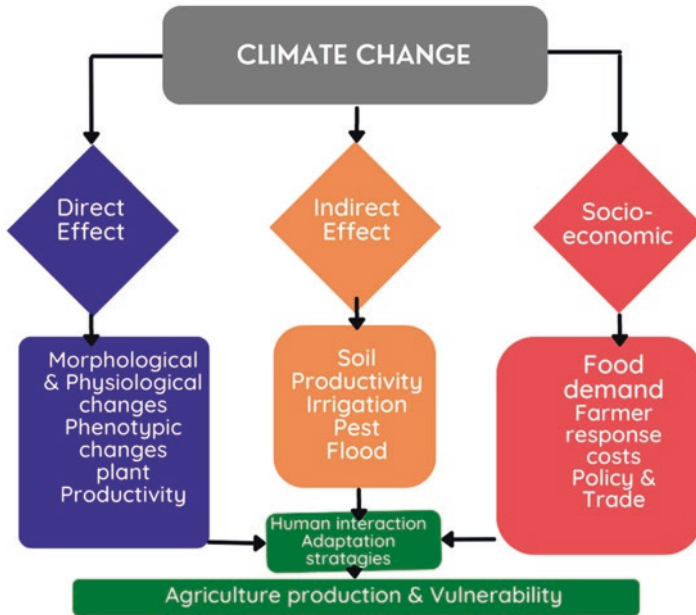 CLIMATE CHANGE
Direct
Effect
Indirect
Effect
Socio-
economic
Morphological
& Physiological
changes
Phenotypic
changes
plant
Productivity
Soil
Productivity
Irrigation
Pest
Flood
Food
demand
Farmer
response
costs
Policy &
Trade
Human interaction
Adaptation
stratagies
Agriculture production & Vulnerability